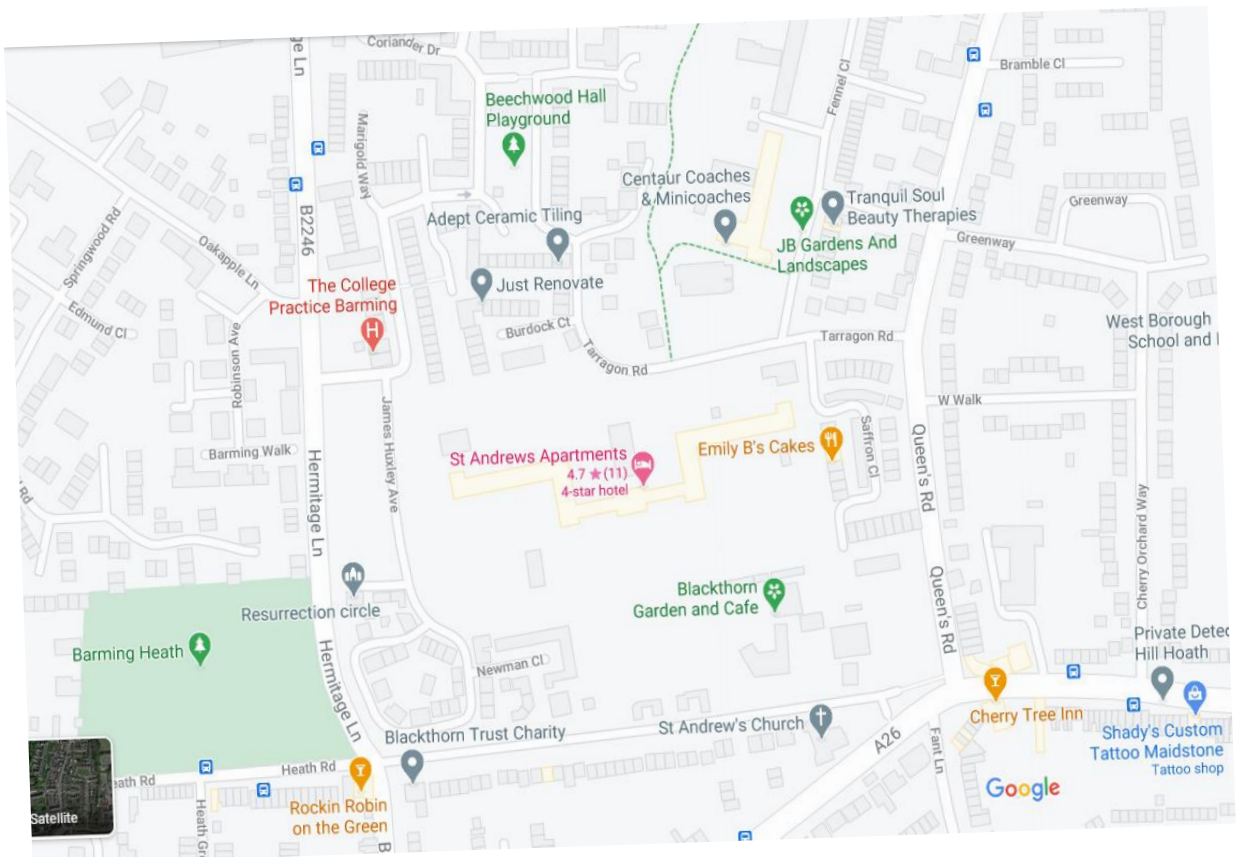 ge Ln
Coriander Dr
Fennel Cl
Bramble Cl
Beechwood Hall
Playground
Marigold Way
Centaur Coaches
& Minicoaches
Tranquil Soul
Beauty Therapies
Greenway
Springwood Rd
Oakapple Ln
B2246
Adept Ceramic Tiling
JB Gardens And
Landscapes
Greenway
The College
Practice Barming
Just Renovate
Edmund Cl
Robinson Ave
Burdock Ct
Tarragon Rd
Tarragon Rd
West Borough
School and
W Walk
James Huxley Ave
Barming Walk
Hermitage Ln
St Andrews Apartments
4.7 ★ (11)
4-star hotel
Emily B's Cakes
Saffron Cl
Queen's Rd
Rd
Cherry Orchard Way
Resurrection circle
Blackthorn
Garden and Cafe
Queen's Rd
Barming Heath
Hermitage Ln
Newman Cl
Private Detec
Hill Hoath
Blackthorn Trust Charity
St Andrew's Church
A26
Cherry Tree Inn
Fant Ln
Shady's Custom
Tattoo Maidstone
Tattoo shop
eath Rd
Heath Rd
Heath Gr
Rockin Robin
on the Green
B
Satellite
Google